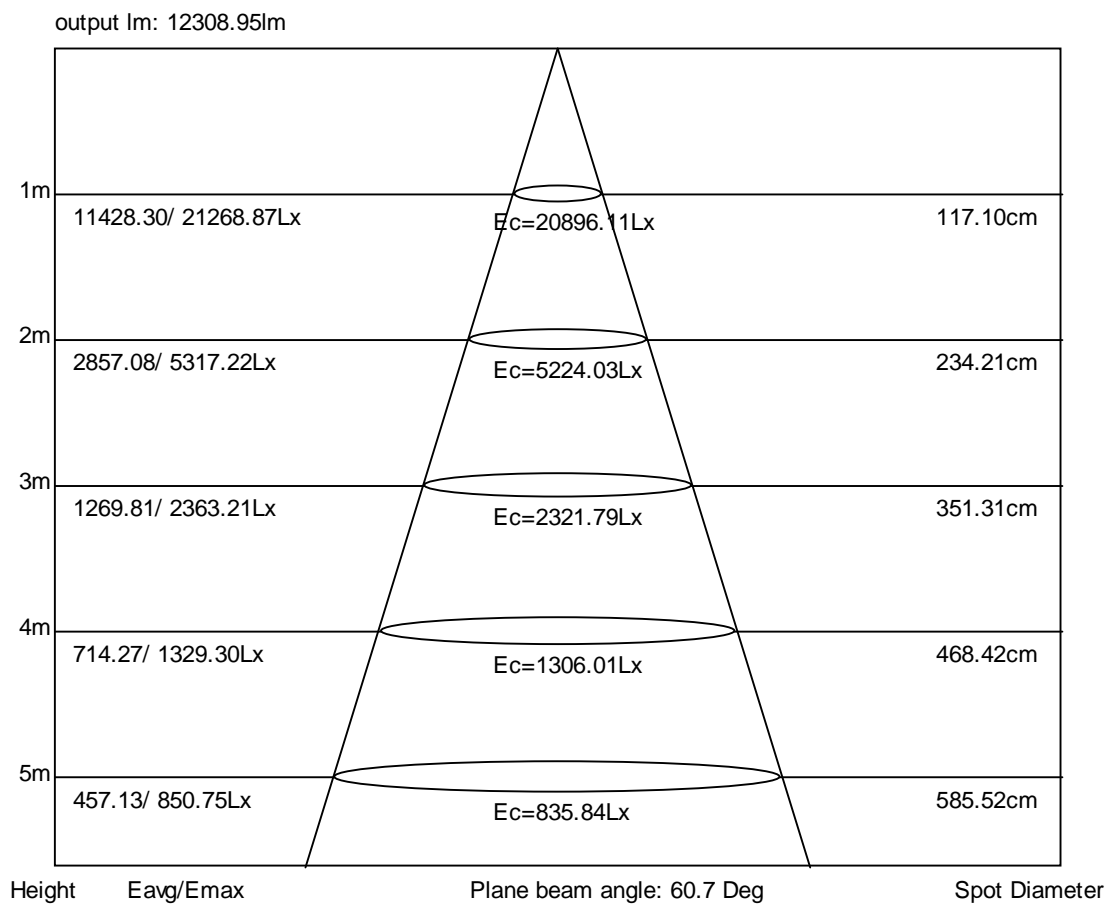 output lm: 12308.95lm
1m
11428.30/ 21268.87Lx
Ec=20896.11Lx
117.10cm
2m
2857.08/ 5317.22Lx
Ec=5224.03Lx
234.21cm
3m
1269.81/ 2363.21Lx
Ec=2321.79Lx
351.31cm
4m
714.27/ 1329.30Lx
Ec=1306.01Lx
468.42cm
5m
457.13/ 850.75Lx
Ec=835.84Lx
585.52cm
Height Eavg/Emax Plane beam angle: 60.7 Deg Spot Diameter